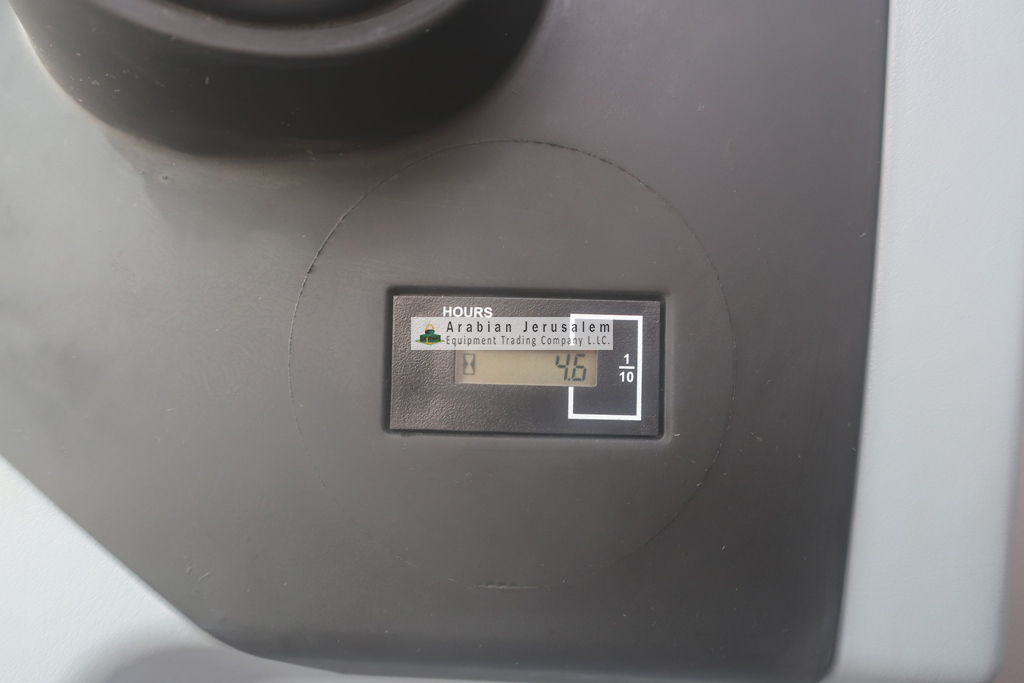 HOURS
Arabian Jerusalem
Equipment Trading Company L.L.C.
4.6
1
10